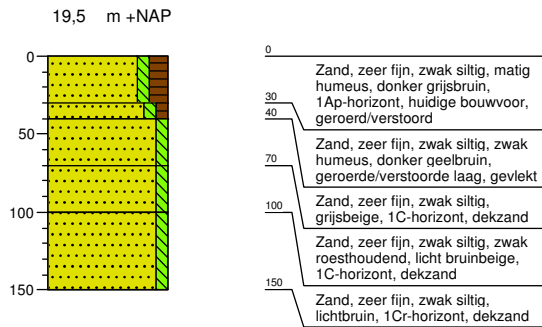 19,5 m +NAP
0
50
100
150
0
Zand, zeer fijn, zwak siltig, matig
humeus, donker grijsbruin,
1Ap-horizont, huidige bouwvoor,
geroerd/verstoord
30
40
Zand, zeer fijn, zwak siltig, zwak
humeus, donker geelbruin,
geroerde/verstoorde laag, gevlekt
70
Zand, zeer fijn, zwak siltig,
grijsbeige, 1C-horizont, dekzand
100
Zand, zeer fijn, zwak siltig, zwak
roesthoudend, licht bruinbeige,
1C-horizont, dekzand
150
Zand, zeer fijn, zwak siltig,
lichtbruin, 1Cr-horizont, dekzand